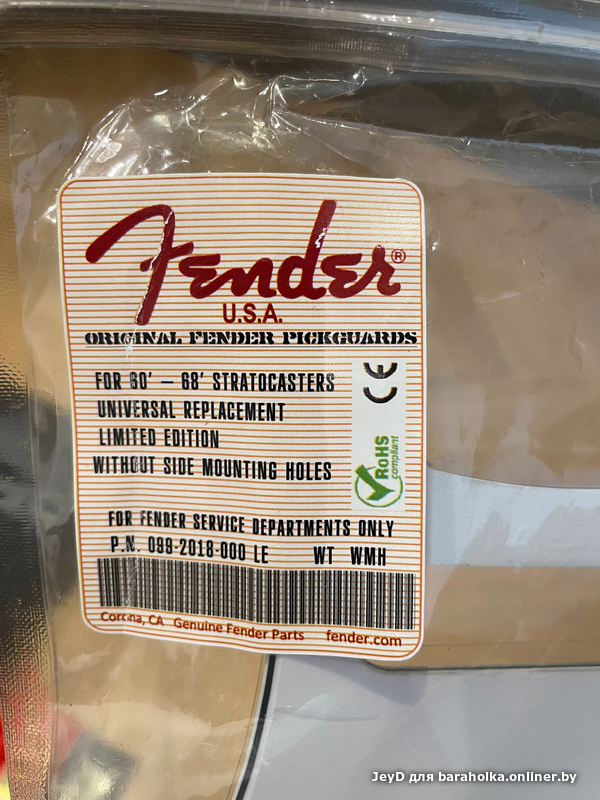 Fender®
U.S.A.
ORIGINAL FENDER PICKGUARDS
FOR 60' – 68' STRATOCASTERS
UNIVERSAL REPLACEMENT
LIMITED EDITION
WITHOUT SIDE MOUNTING HOLES
CE
RoHS
compliant
FOR FENDER SERVICE DEPARTMENTS ONLY
P.N. 099-2018-000 LE WT WMH
Corona, CA Genuine Fender Parts fender.com
JeyD для baraholka.onliner.by